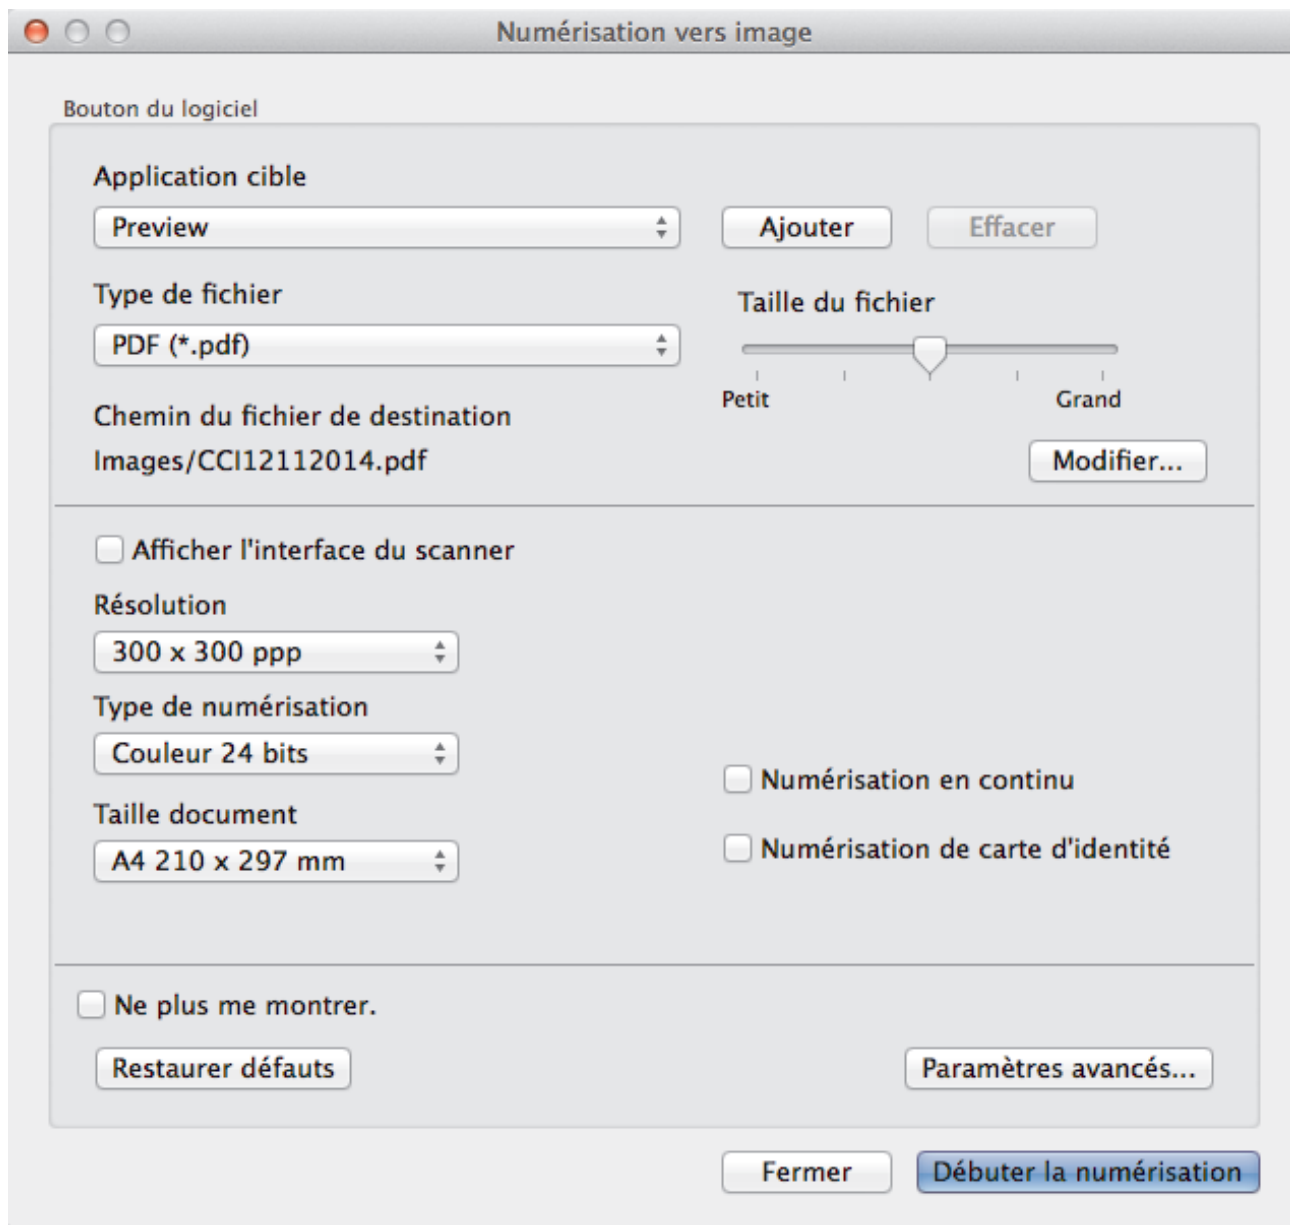 Numérisation vers image
Bouton du logiciel
Application cible
Preview
Ajouter
Effacer
Type de fichier
Taille du fichier
PDF (*.pdf)
Petit
Grand
Chemin du fichier de destination
Images/CCI12112014.pdf
Modifier...
Afficher l'interface du scanner
Résolution
300 x 300 ppp
Type de numérisation
Couleur 24 bits
Numérisation en continu
Taille document
A4 210 x 297 mm
Numérisation de carte d'identité
Ne plus me montrer.
Restaurer défauts
Paramètres avancés...
Fermer
Débuter la numérisation